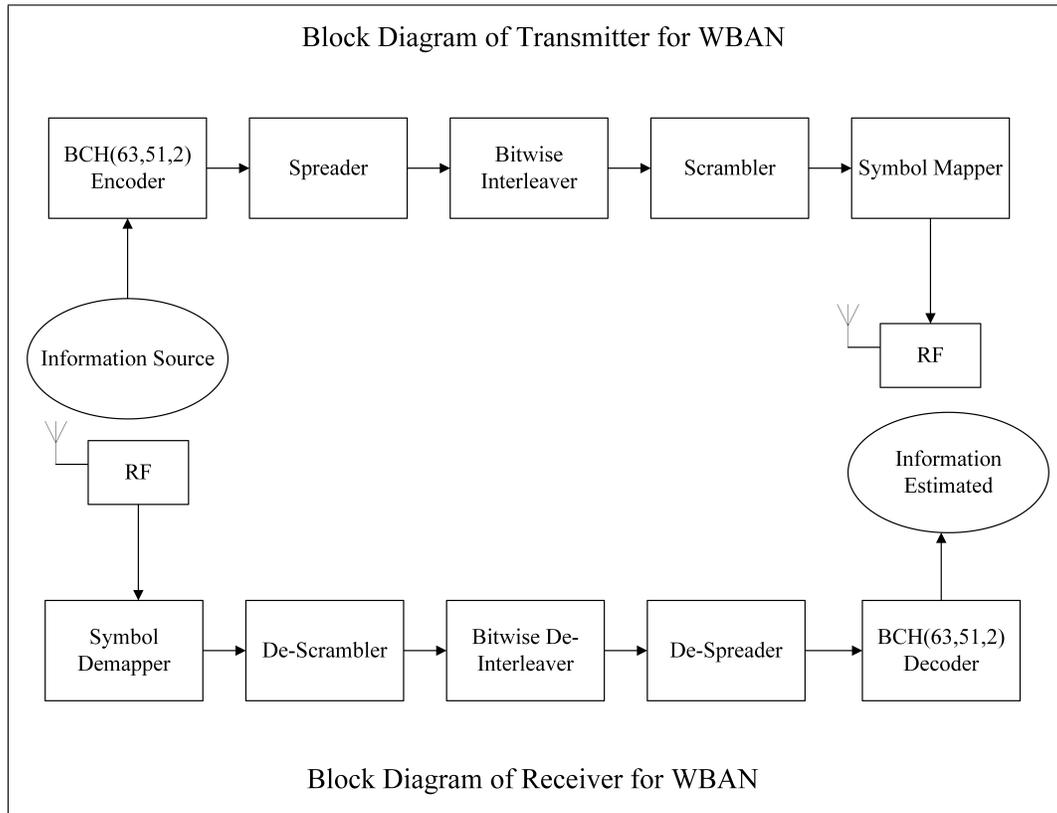 Block Diagram of Transmitter for WBAN
BCH(63,51,2)
Encoder
Spreader
Bitwise
Interleaver
Scrambler
Symbol Mapper
Information Source
RF
RF
Information
Estimated
Symbol
Demapper
De-Scrambler
Bitwise De-
Interleaver
De-Spreader
BCH(63,51,2)
Decoder
Block Diagram of Receiver for WBAN